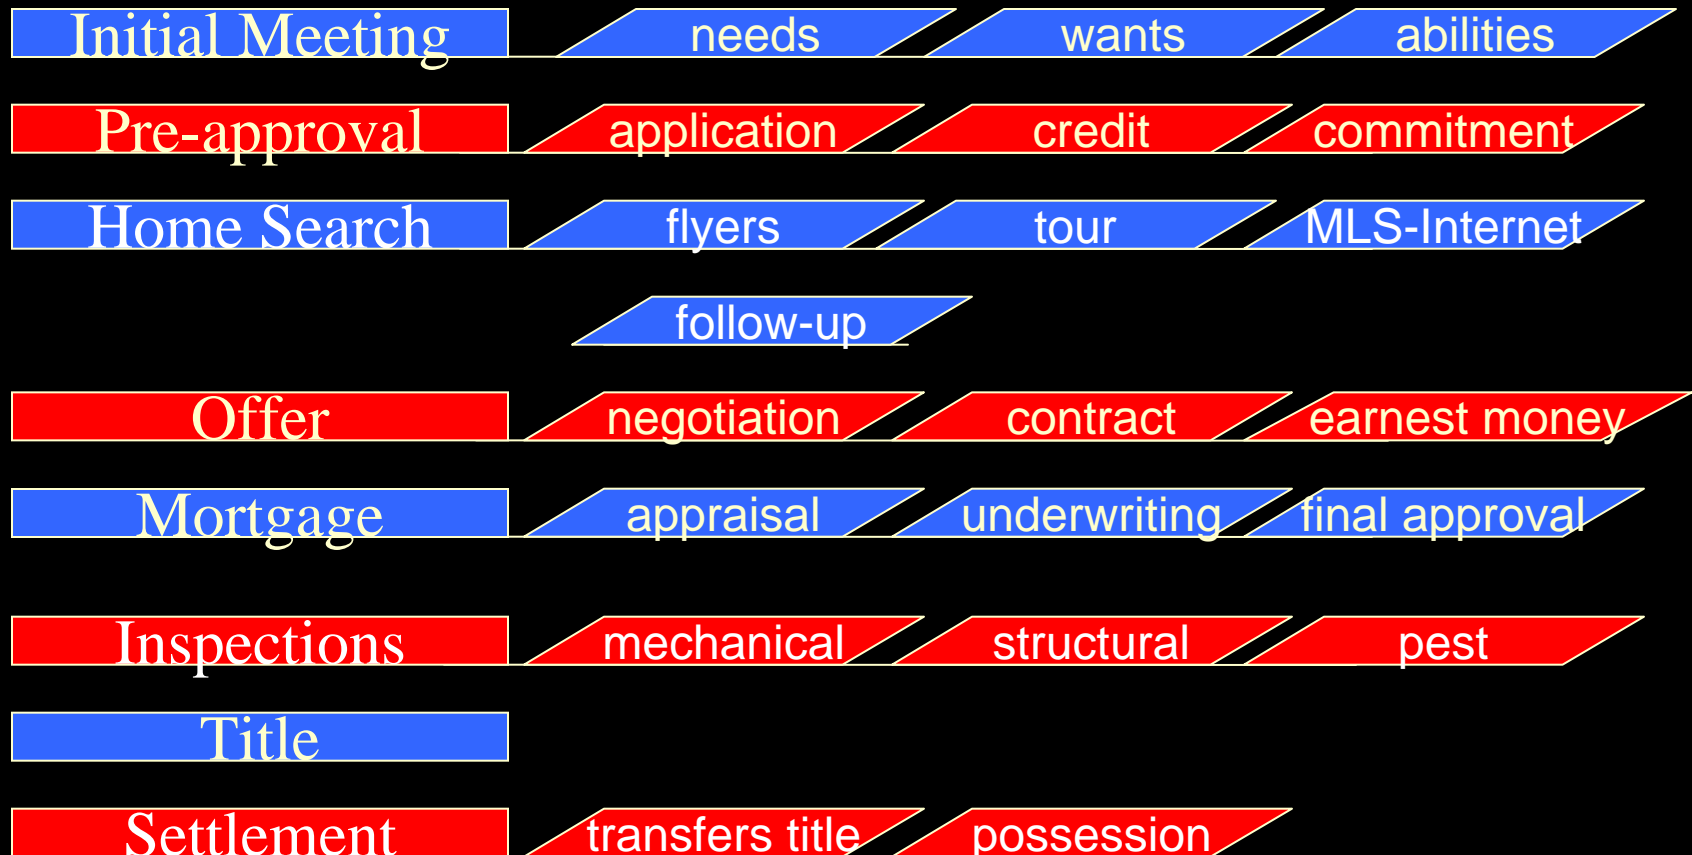 Initial Meeting needs wants abilities
Pre-approval application credit commitment
Home Search flyers tour MLS-Internet
follow-up
Offer negotiation contract earnest money
Mortgage appraisal underwriting final approval
Inspections mechanical structural pest
Title
Settlement transfers title possession